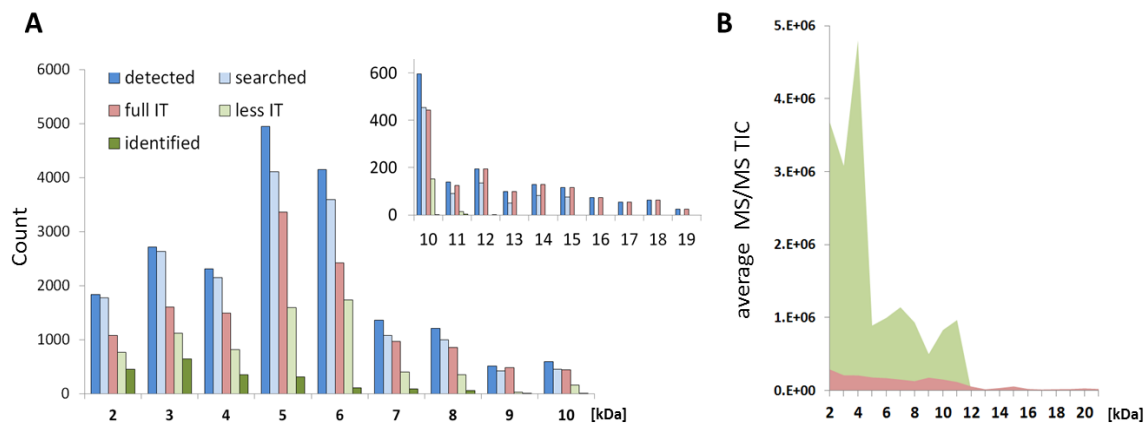 A
detected searched
full IT less IT
identified
Count
6000
5000
4000
3000
2000
1000
0
2 3 4 5 6 7 8 9 10 [kDa]
600
400
200
0
10 11 12 13 14 15 16 17 18 19
B
average MS/MS TIC
5.E+06
4.E+06
3.E+06
2.E+06
1.E+06
0.E+00
2 4 6 8 10 12 14 16 18 20 [kDa]